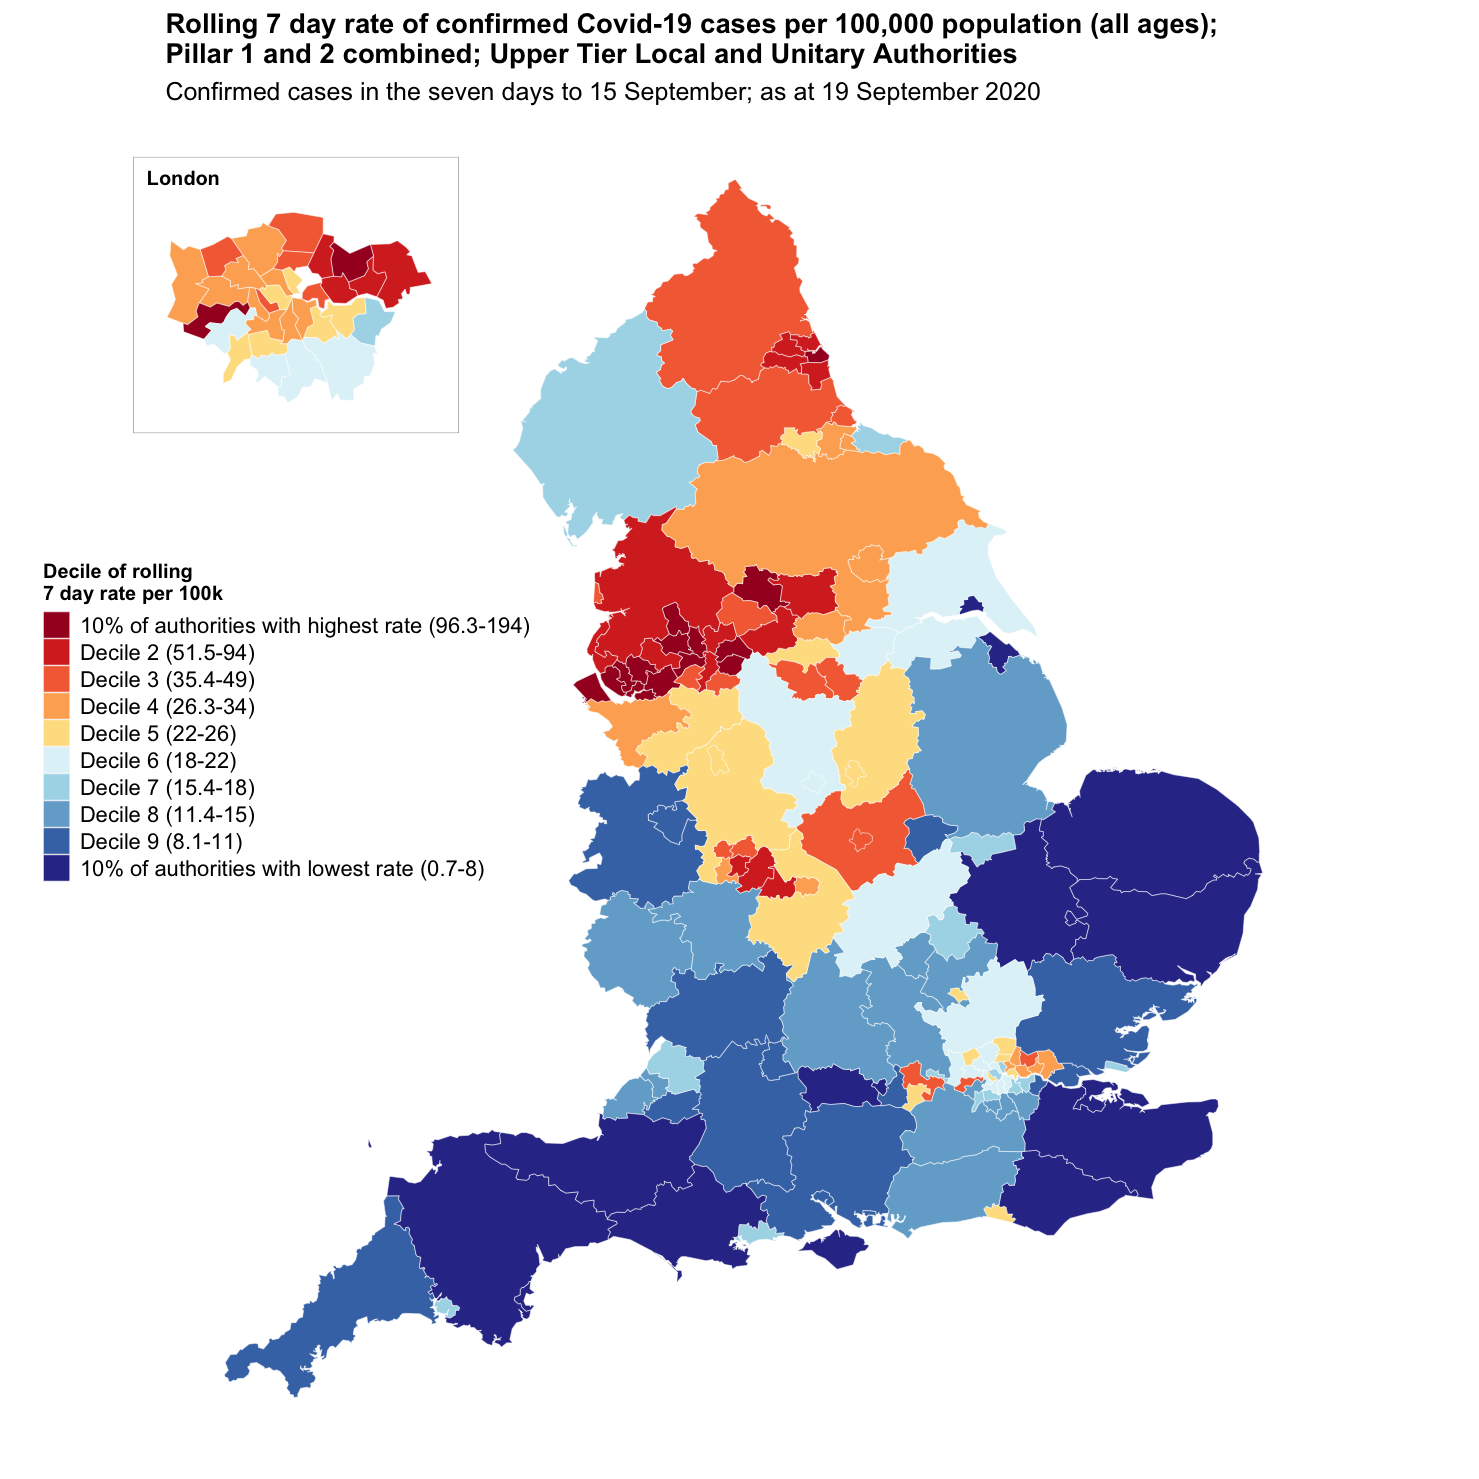 Rolling 7 day rate of confirmed Covid-19 cases per 100,000 population (all ages);
Pillar 1 and 2 combined; Upper Tier Local and Unitary Authorities
Confirmed cases in the seven days to 15 September; as at 19 September 2020
London
Decile of rolling
7 day rate per 100k
10% of authorities with highest rate (96.3-194)
Decile 2 (51.5-94)
Decile 3 (35.4-49)
Decile 4 (26.3-34)
Decile 5 (22-26)
Decile 6 (18-22)
Decile 7 (15.4-18)
Decile 8 (11.4-15)
Decile 9 (8.1-11)
10% of authorities with lowest rate (0.7-8)